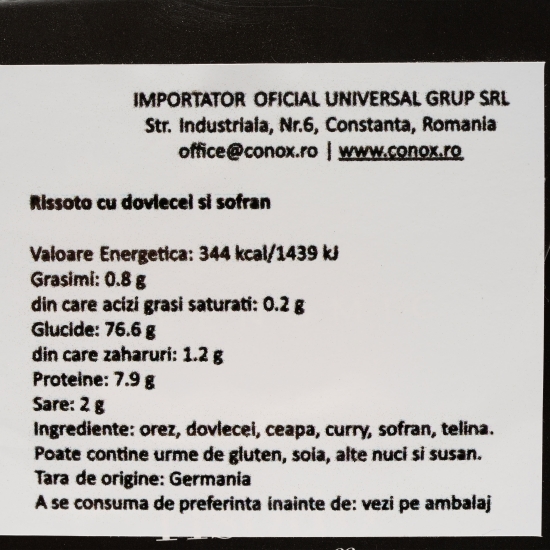 IMPORTATOR OFICIAL UNIVERSAL GRUP SRL
Str. Industriala, Nr.6, Constanta, Romania
office@conox.ro | www.conox.ro
Rissoto cu dovlecei si sofran
Valoare Energetica: 344 kcal/1439 kJ
Grasimi: 0.8 g
din care acizi grasi saturati: 0.2 g
Glucide: 76.6 g
din care zaharuri: 1.2 g
Proteine: 7.9 g
Sare: 2 g
Ingrediente: orez, dovlecei, ceapa, curry, sofran, telina.
Poate contine urme de gluten, soia, alte nuci si susan.
Tara de origine: Germania
A se consuma de preferinta inainte de: vezi pe ambalaj